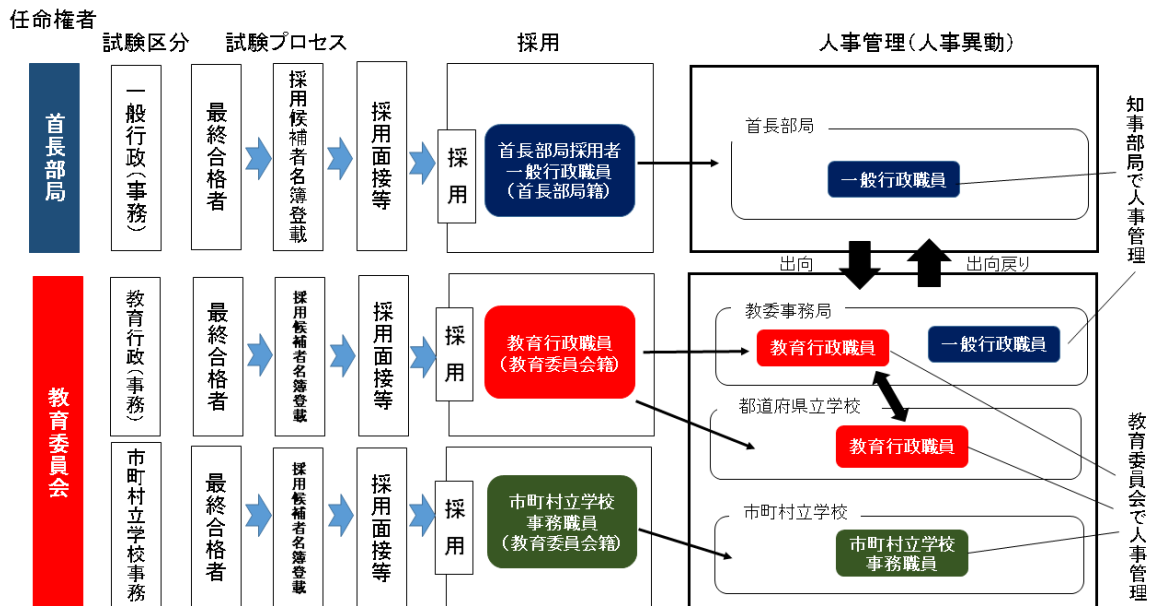 任命権者
試験区分
試験プロセス
採用
人事管理(人事異動)
首長部局
一般行政(事務)
最終合格者
採用候補者名簿登載
採用面接等
採用
首長部局採用者
一般行政職員
(首長部局籍)
首長部局
一般行政職員
知事部局で人事管理
出向
出向戻り
教育委員会
教育行政(事務)
最終合格者
採用候補者名簿登載
採用面接等
採用
教育行政職員
(教育委員会籍)
教委事務局
教育行政職員
一般行政職員
都道府県立学校
教育行政職員
市町村立学校事務
最終合格者
採用候補者名簿登載
採用面接等
採用
市町村立学校
事務職員
(教育委員会籍)
市町村立学校
市町村立学校
事務職員
教育委員会で人事管理